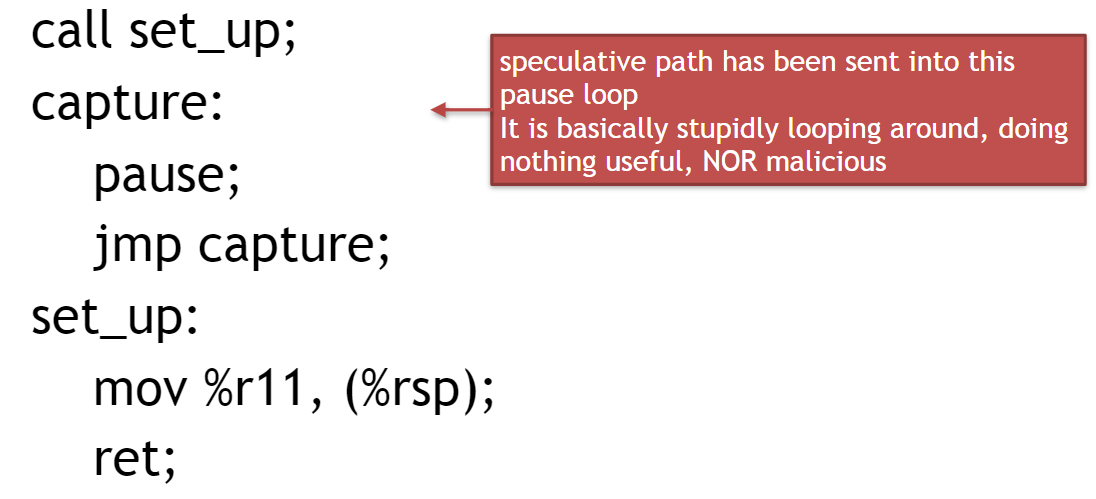 call set_up;
capture:
pause;
jmp capture;
set_up:
mov %r11, (%rsp);
ret;
speculative path has been sent into this
pause loop
It is basically stupidly looping around, doing
nothing useful, NOR malicious